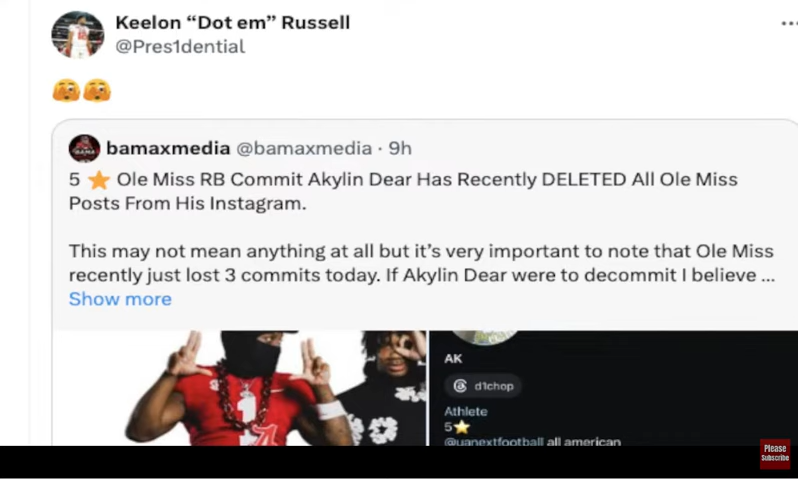 Keelon “Dot em” Russell
@Pres1dential
bamaxmedia @bamaxmedia · 9h
5 ⭐ Ole Miss RB Commit Akylin Dear Has Recently DELETED All Ole Miss
Posts From His Instagram.
This may not mean anything at all but it’s very important to note that Ole Miss
recently just lost 3 commits today. If Akylin Dear were to decommit I believe ...
Show more
AK
d1chop
Athlete
5⭐
@uanextfootball all american
Please
Subscribe